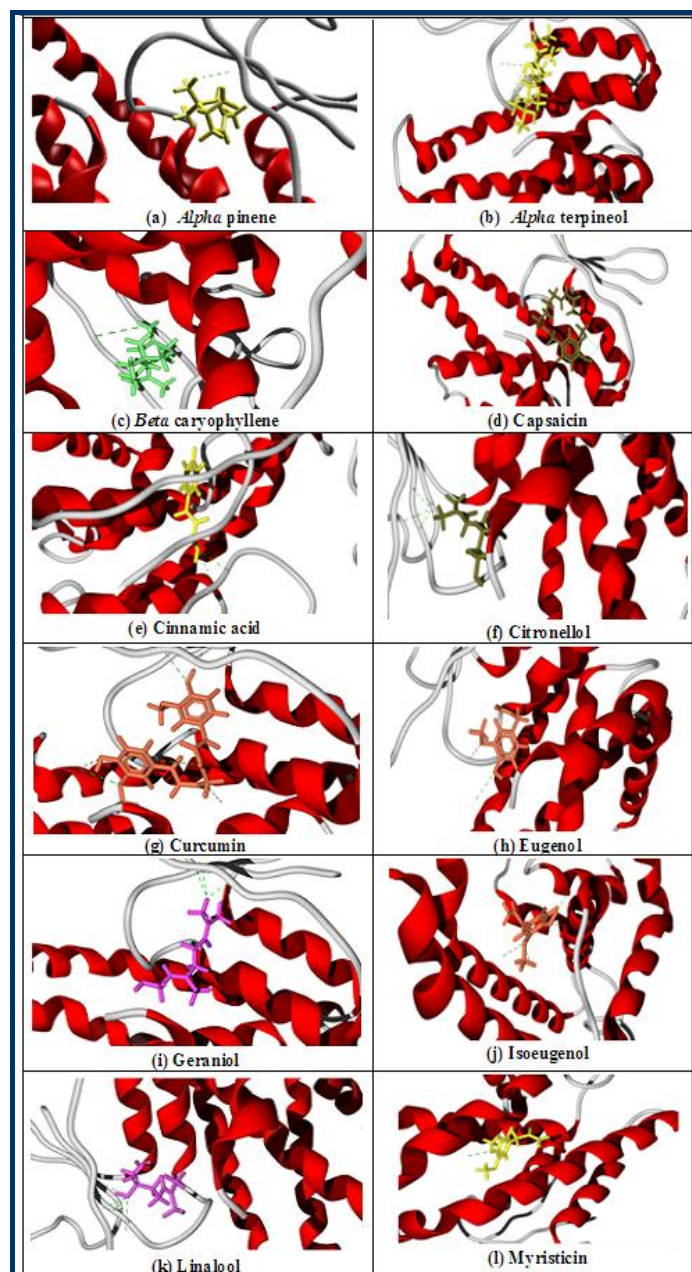 (a) Alpha pinene
(b) Alpha terpineol
(c) Beta caryophyllene
(d) Capsaicin
(e) Cinnamic acid
(f) Citronellol
(g) Curcumin
(h) Eugenol
(i) Geraniol
(j) Isoeugenol
(k) Linalool
(l) Myristicin